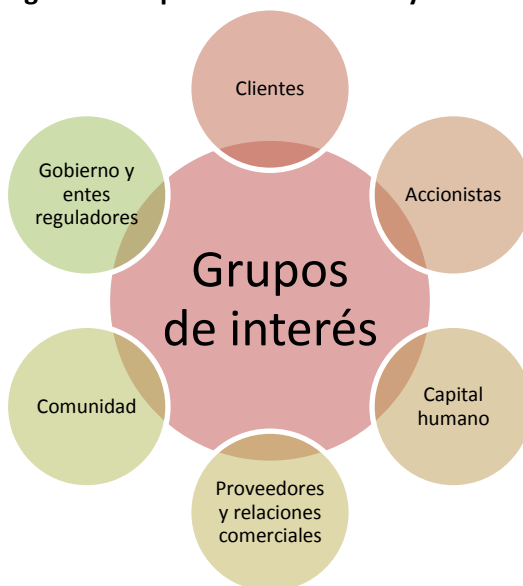 Clientes
Accionistas
Capital
humano
Proveedores
y relaciones
comerciales
Comunidad
Gobierno y
entes
reguladores
Grupos
de interés